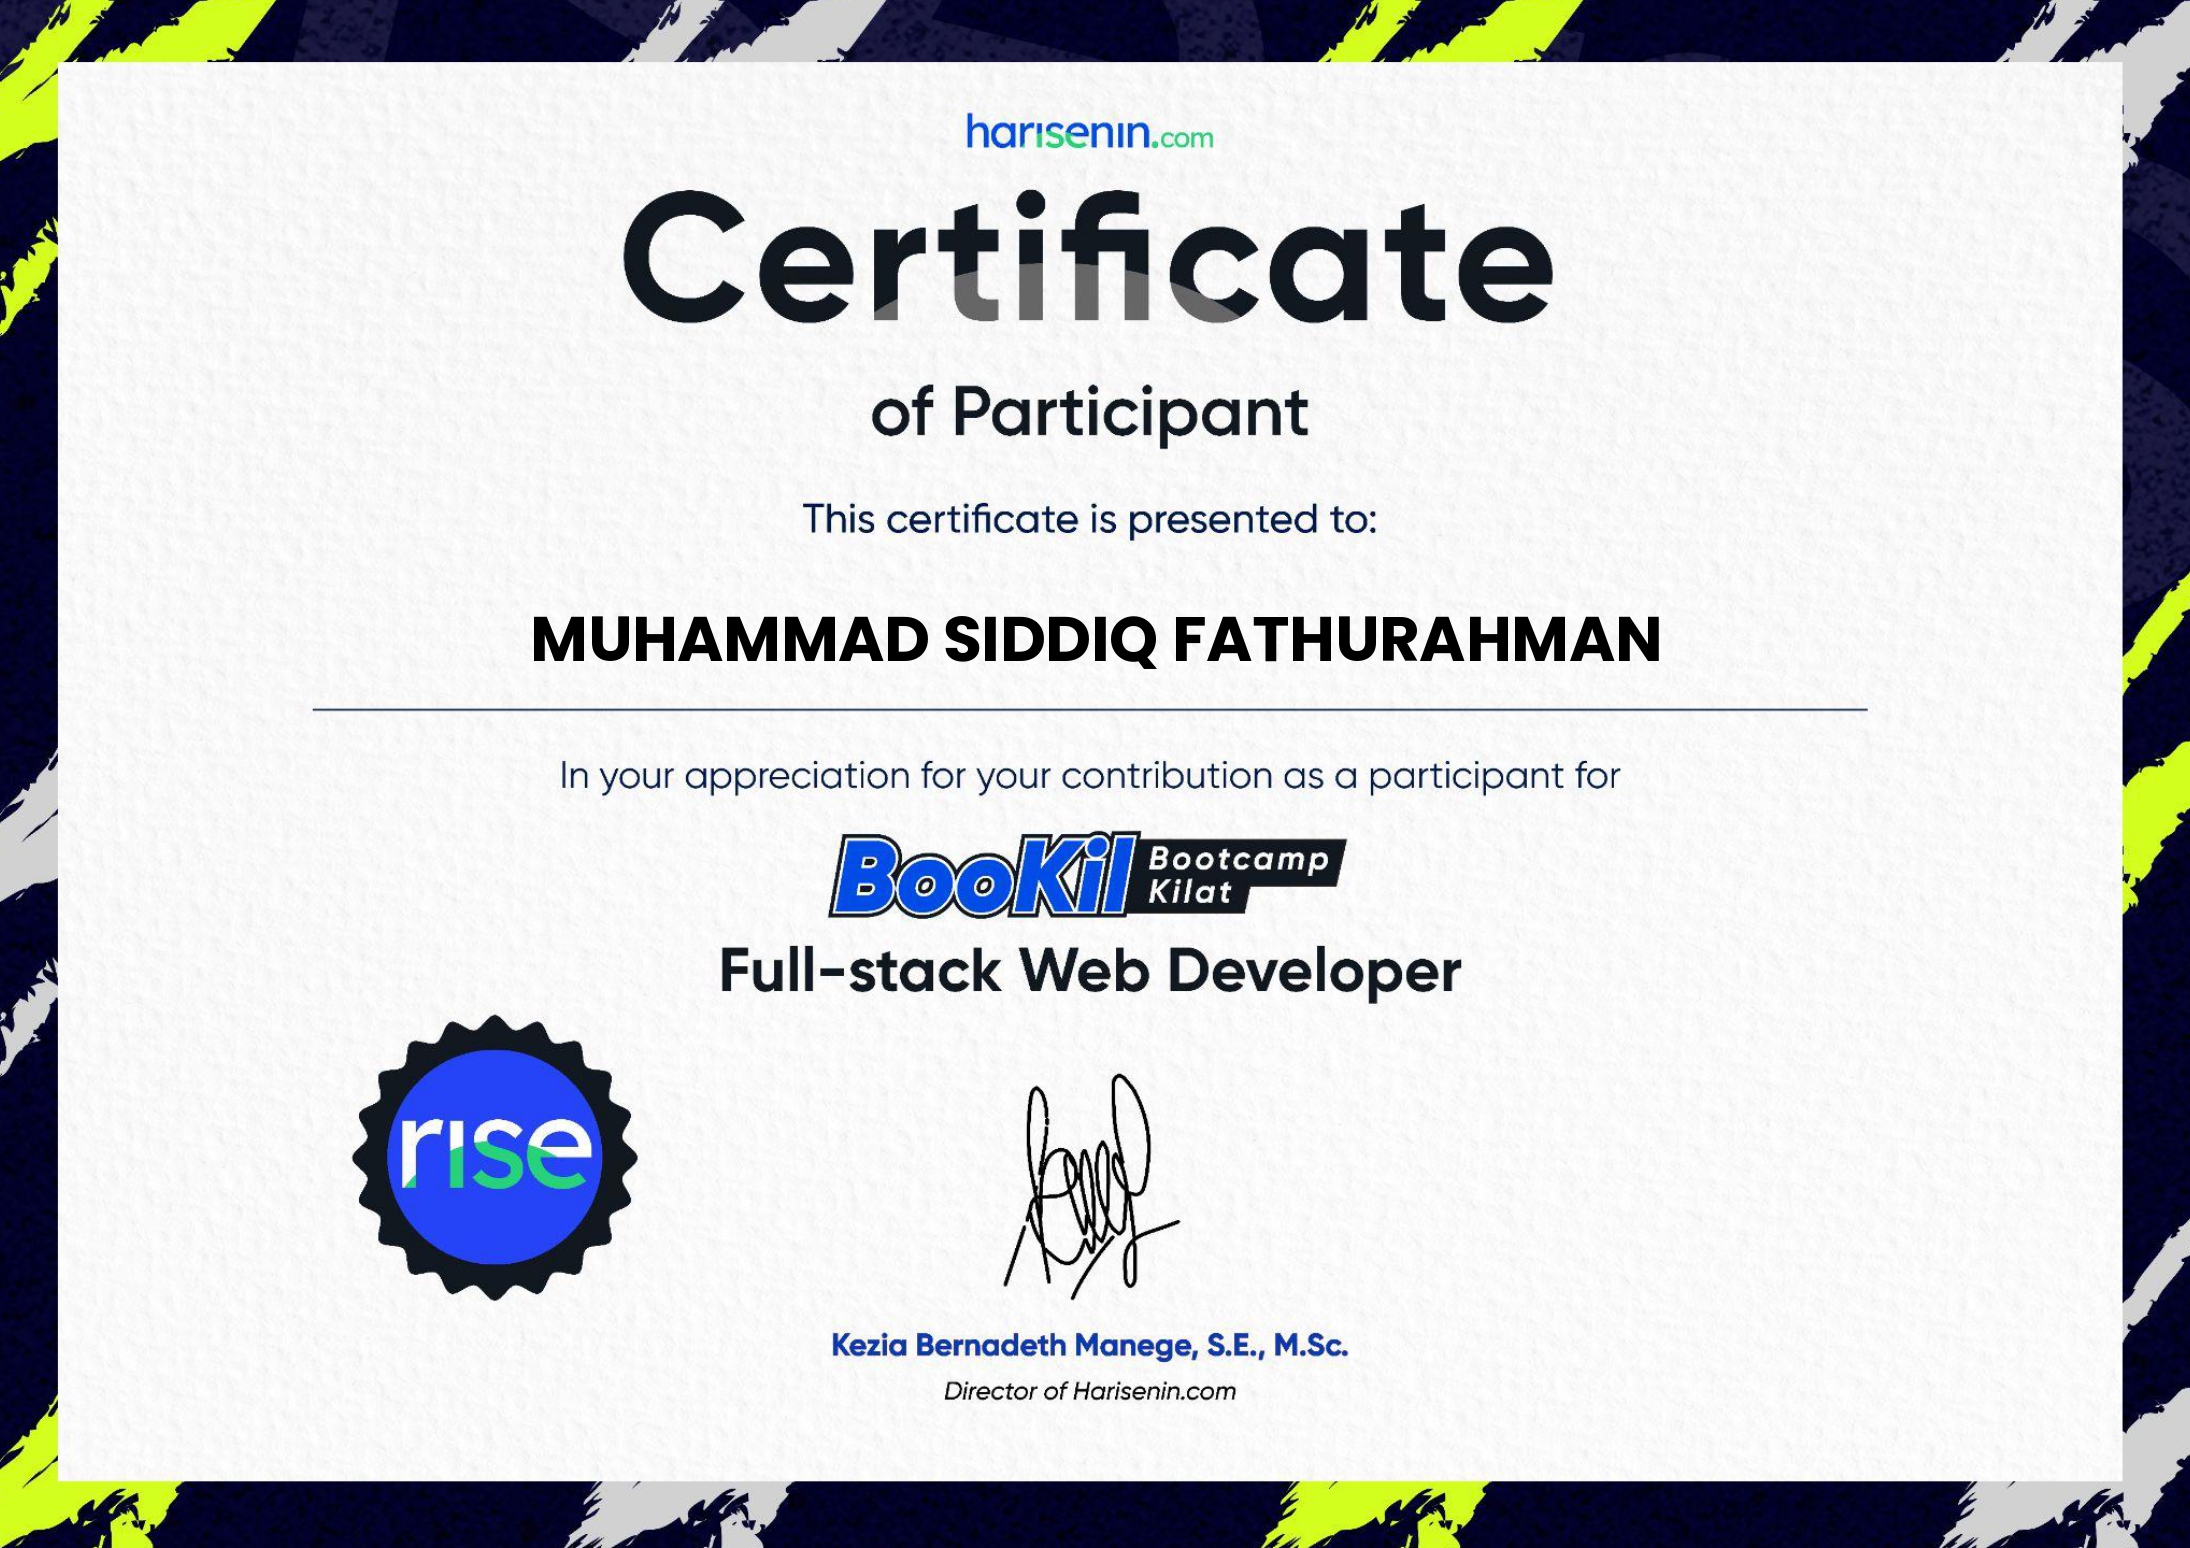 harisenin.com
Certificate
of Participant
This certificate is presented to:
MUHAMMAD SIDDIQ FATHURAHMAN
In your appreciation for your contribution as a participant for
BooKil Bootcamp
Kilat
Full-stack Web Developer
rise
Kezia Bernadeth Manege, S.E., M.Sc.
Director of Harisenin.com